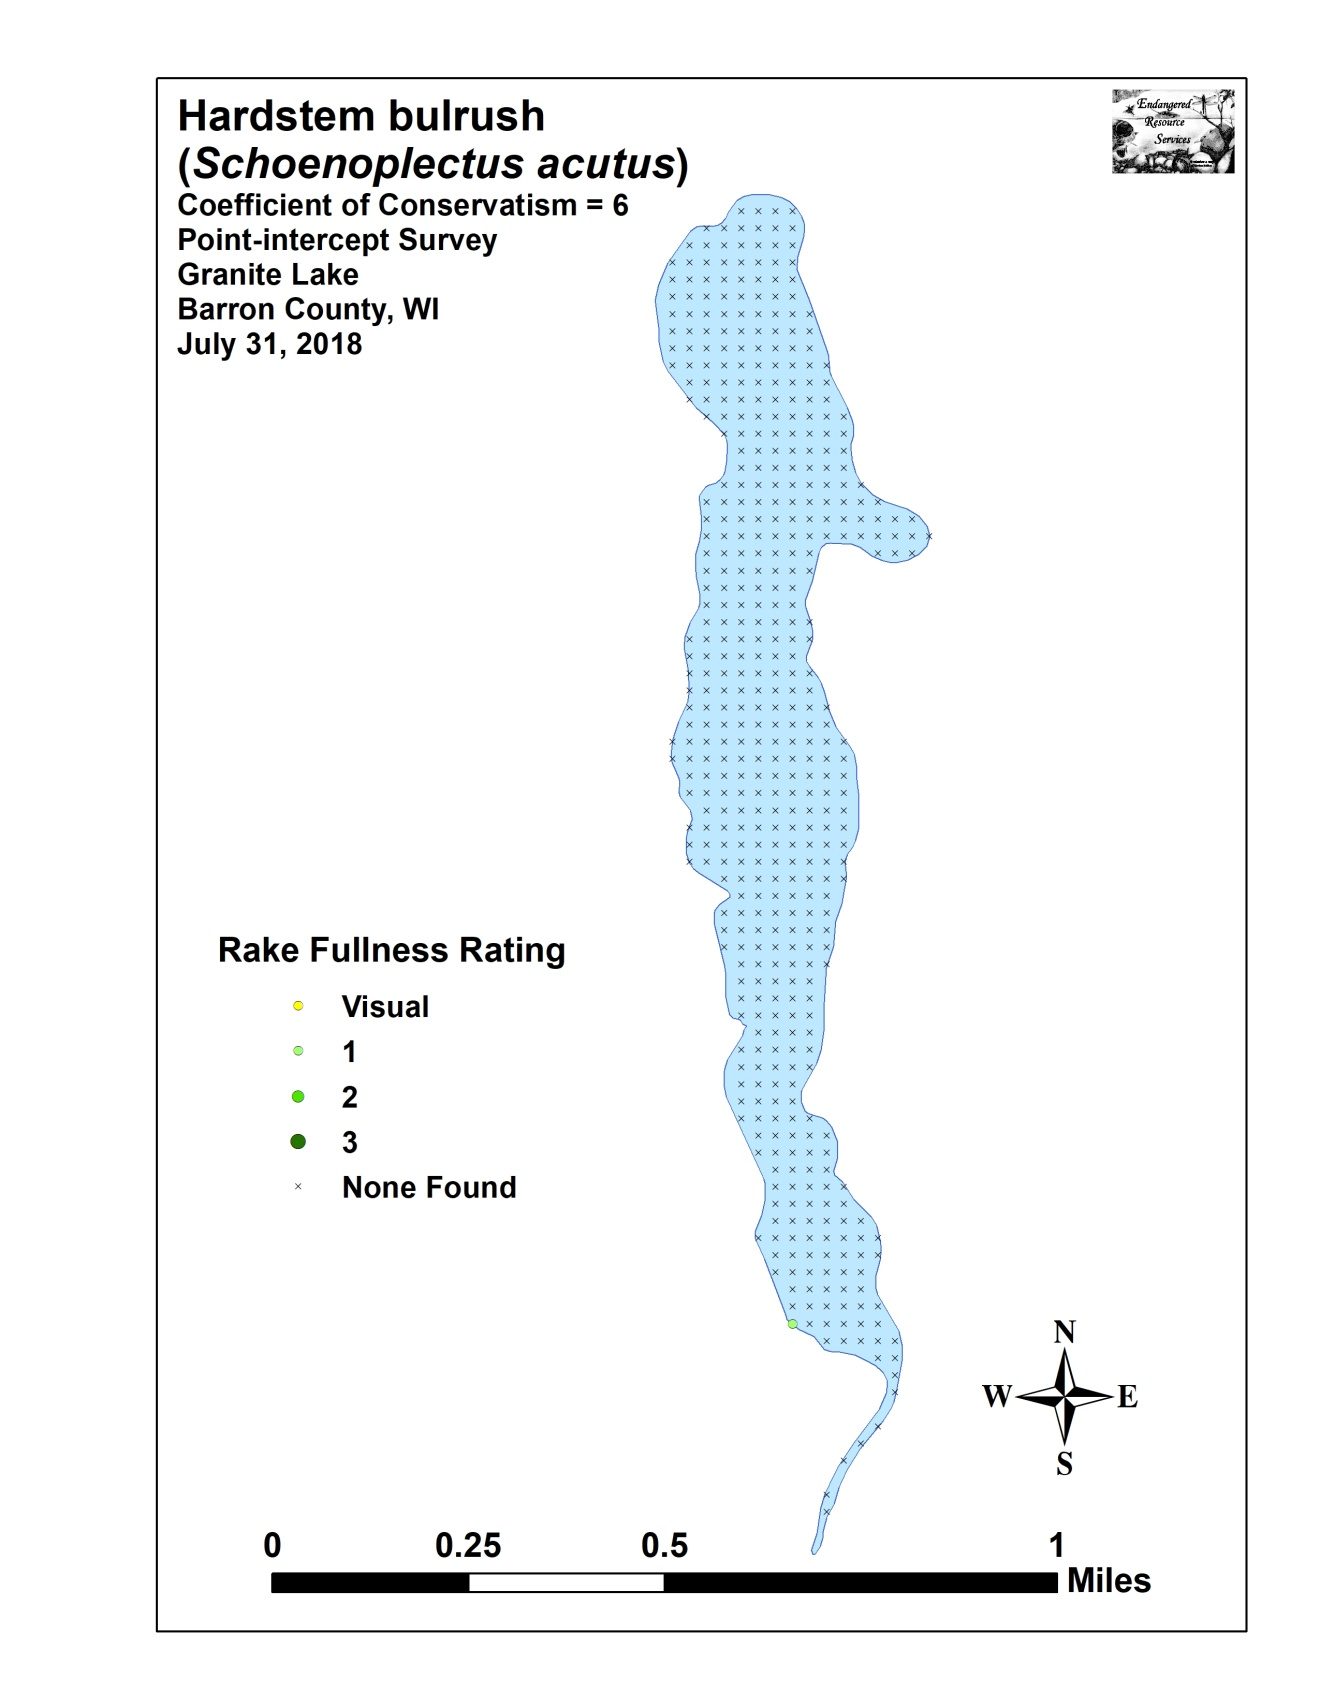 Hardstem bulrush
(Schoenoplectus acutus)
Coefficient of Conservatism = 6
Point-intercept Survey
Granite Lake
Barron County, WI
July 31, 2018
Endangered
Resource
Services
Rake Fullness Rating
Visual
1
2
3
None Found
N
W E
S
0 0.25 0.5 1
Miles